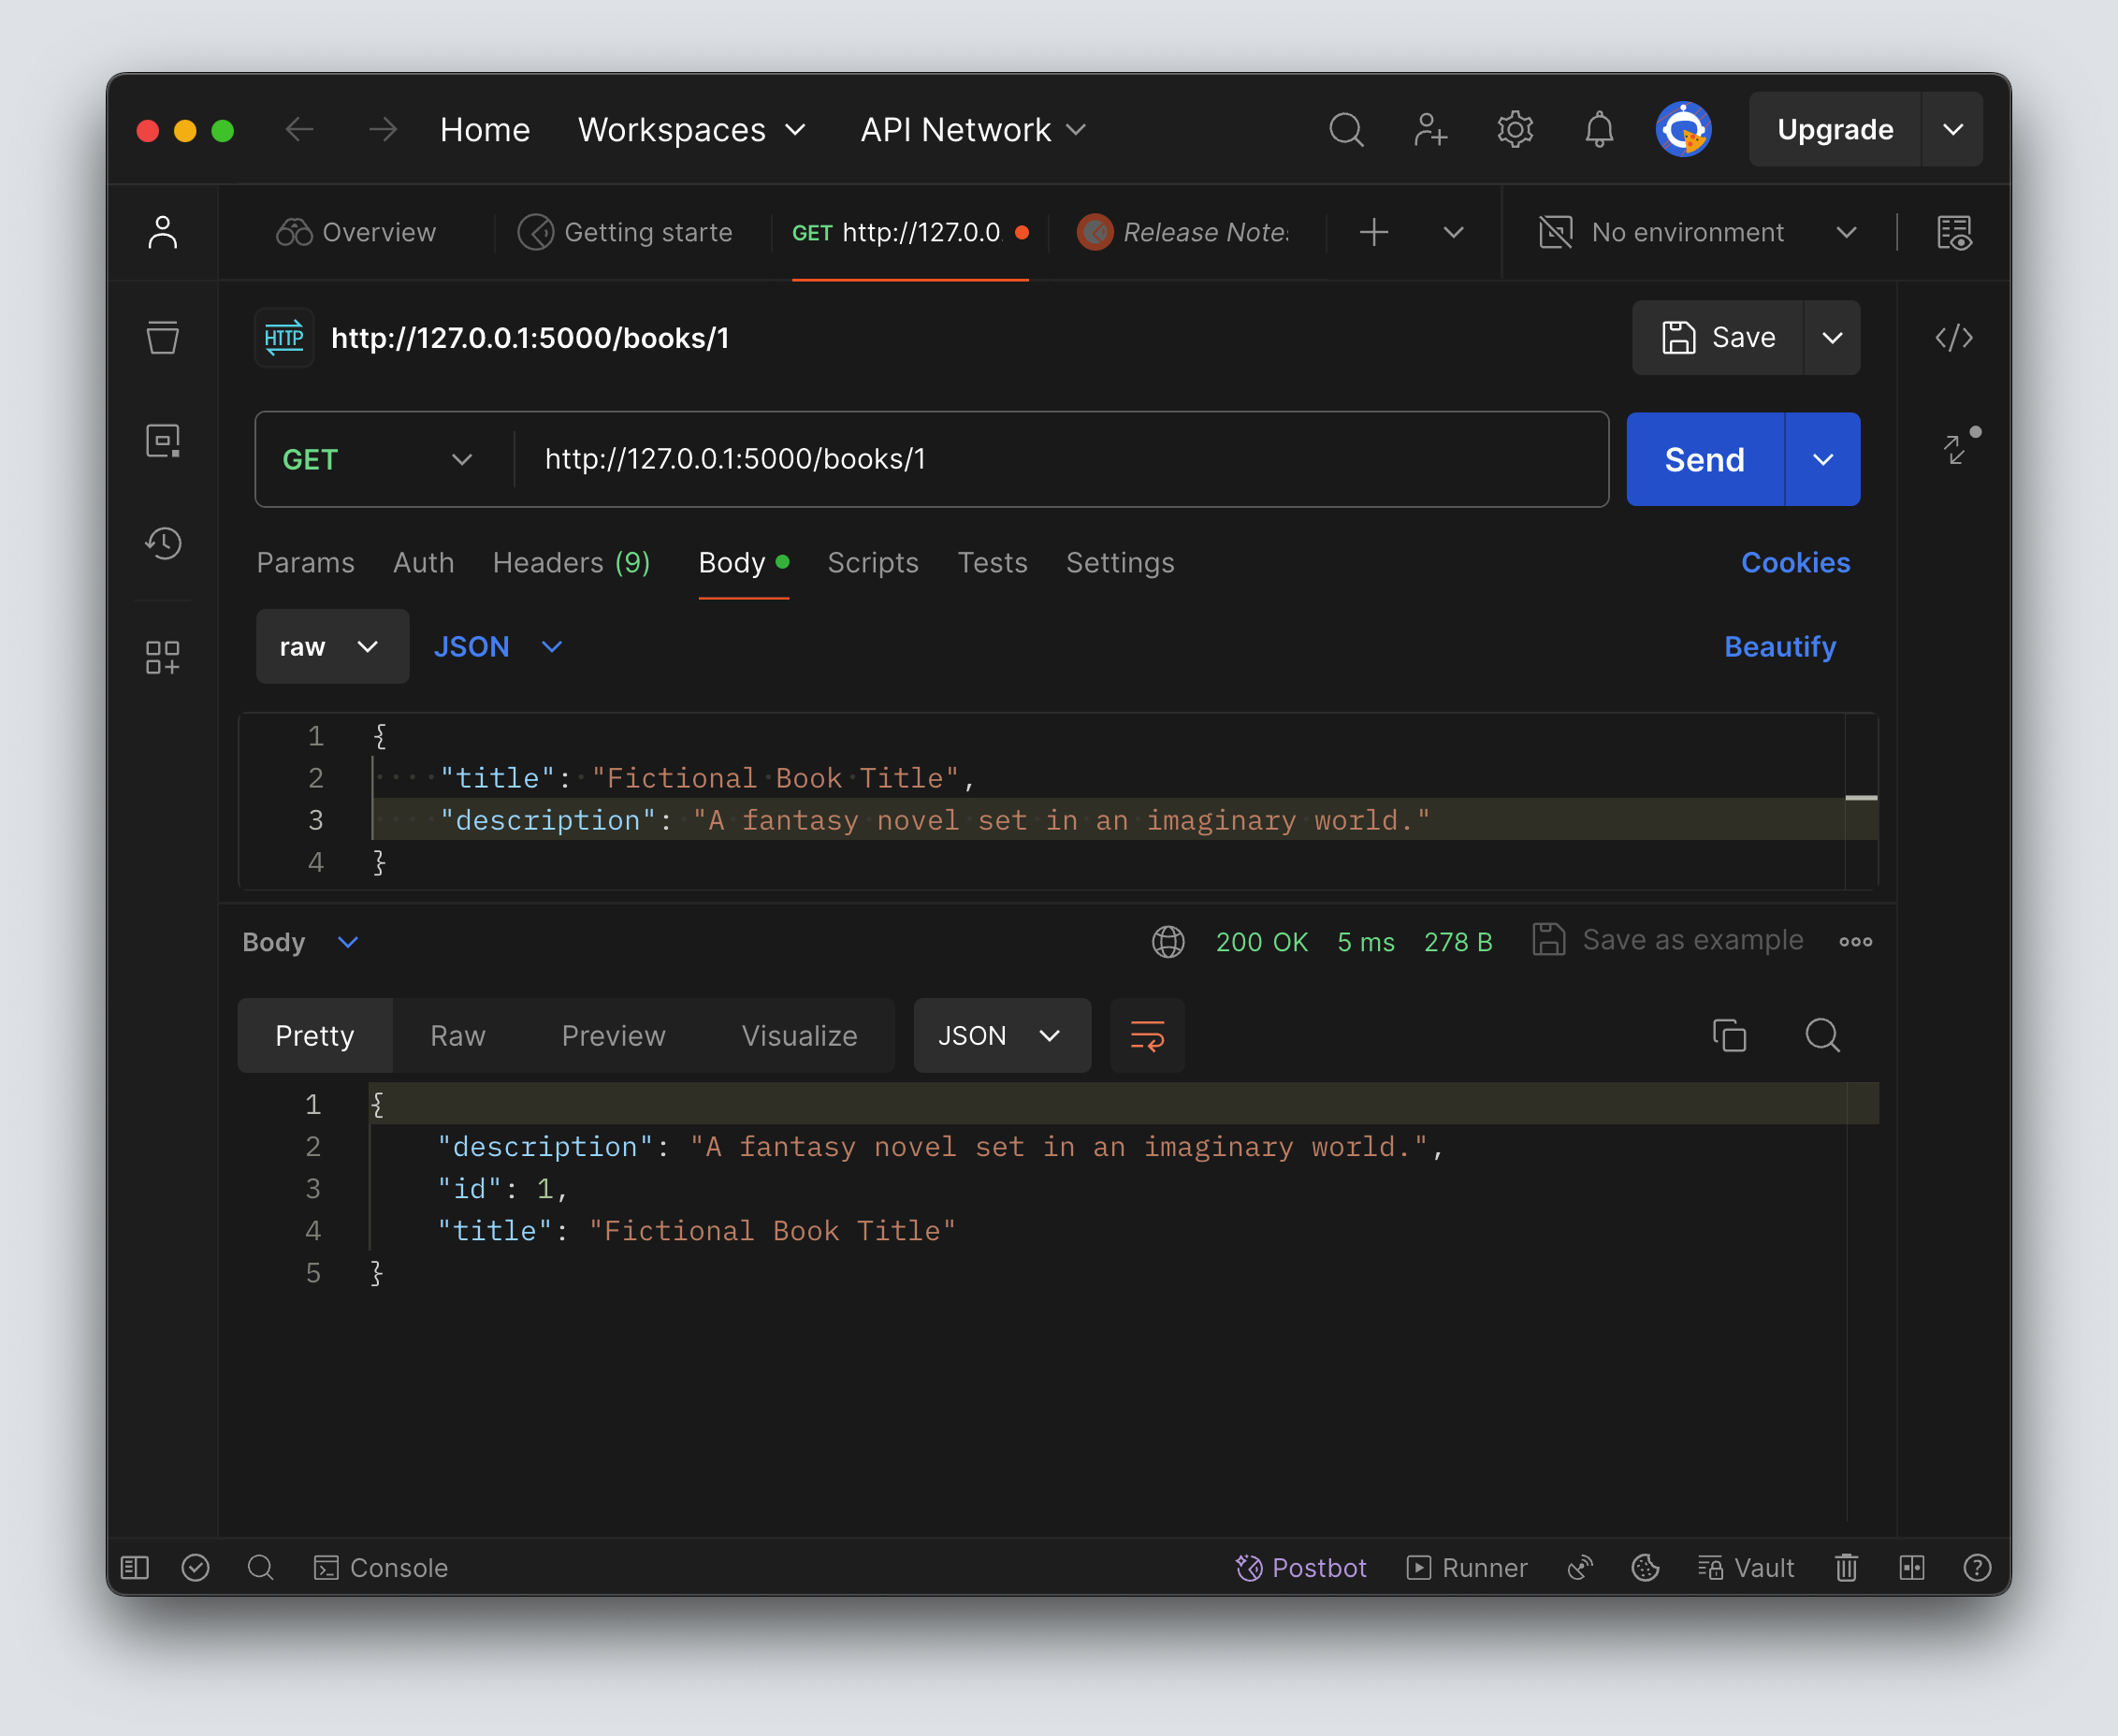 Home Workspaces API Network Upgrade
Overview Getting starte GET http://127.0.0. Release Note No environment
HTTP http://127.0.0.1:5000/books/1 Save
GET http://127.0.0.1:5000/books/1 Send
Params Auth Headers (9) Body Scripts Tests Settings Cookies
raw JSON Beautify
1 {
2 "title": "Fictional Book Title",
3 "description": "A fantasy novel set in an imaginary world."
4 }
Body 200 OK 5 ms 278 B Save as example
Pretty Raw Preview Visualize JSON
1 {
2 "description": "A fantasy novel set in an imaginary world.",
3 "id": 1,
4 "title": "Fictional Book Title"
5 }
Console Postbot Runner Vault